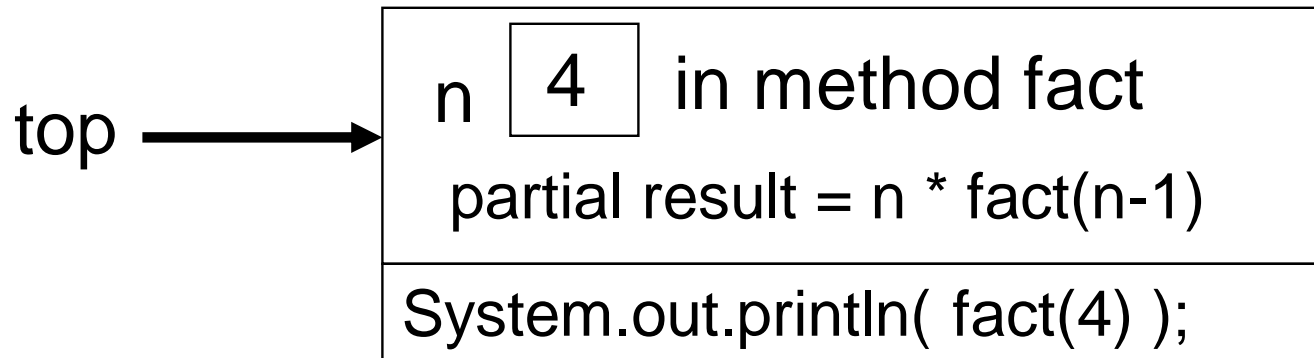 n 4 in method fact
top
partial result = n * fact(n-1)
System.out.println( fact(4) );